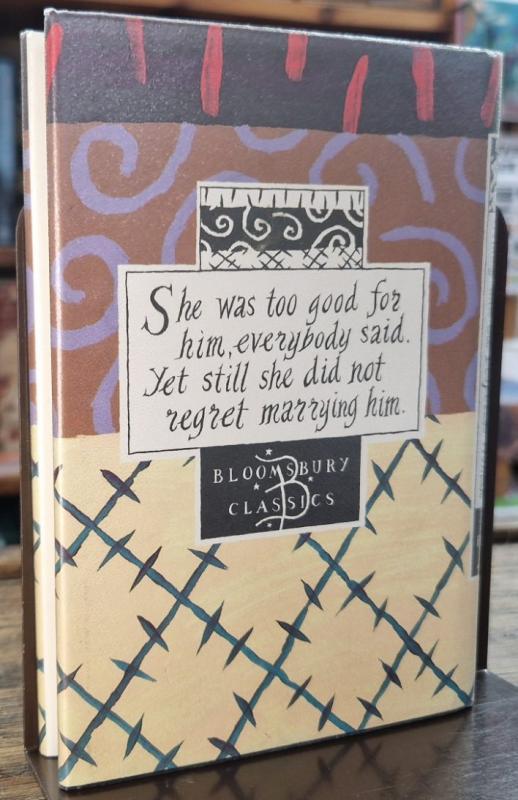 She was too good for
him, everybody said.
Yet still she did not
regret marrying him.
BLOOMSBURY
CLASSICS